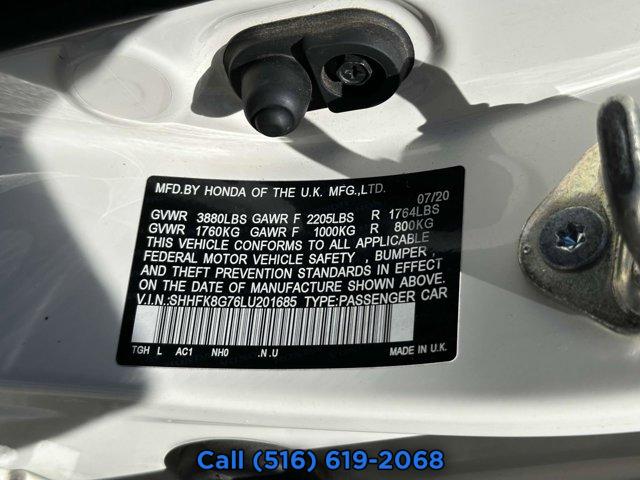 MFD.BY HONDA OF THE U.K. MFG.,LTD. 07/20
GVWR 3880LBS GAWR F 2205LBS R 1764LBS
GVWR 1760KG GAWR F 1000KG R 800KG
THIS VEHICLE CONFORMS TO ALL APPLICABLE
FEDERAL MOTOR VEHICLE SAFETY , BUMPER ,
AND THEFT PREVENTION STANDARDS IN EFFECT
ON THE DATE OF MANUFACTURE SHOWN ABOVE.
V.I.N.:SHHFK8G76LU201685 TYPE:PASSENGER CAR
TGH L AC1 NH0 .N.U MADE IN U.K.
Call (516) 619-2068